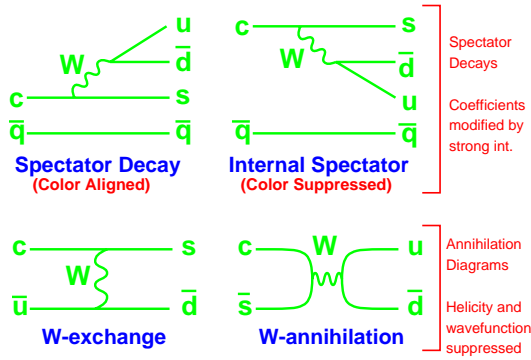 u
W d̅
c s
q̅ q̅
Spectator Decay
(Color Aligned)
c s
W d̅
u
q̅ q̅
Internal Spectator
(Color Suppressed)
Spectator
Decays
Coefficients
modified by
strong int.
c s
W
u̅ d̅
W-exchange
c W u
s̅ d̅
W-annihilation
Annihilation
Diagrams
Helicity and
wavefunction
suppressed